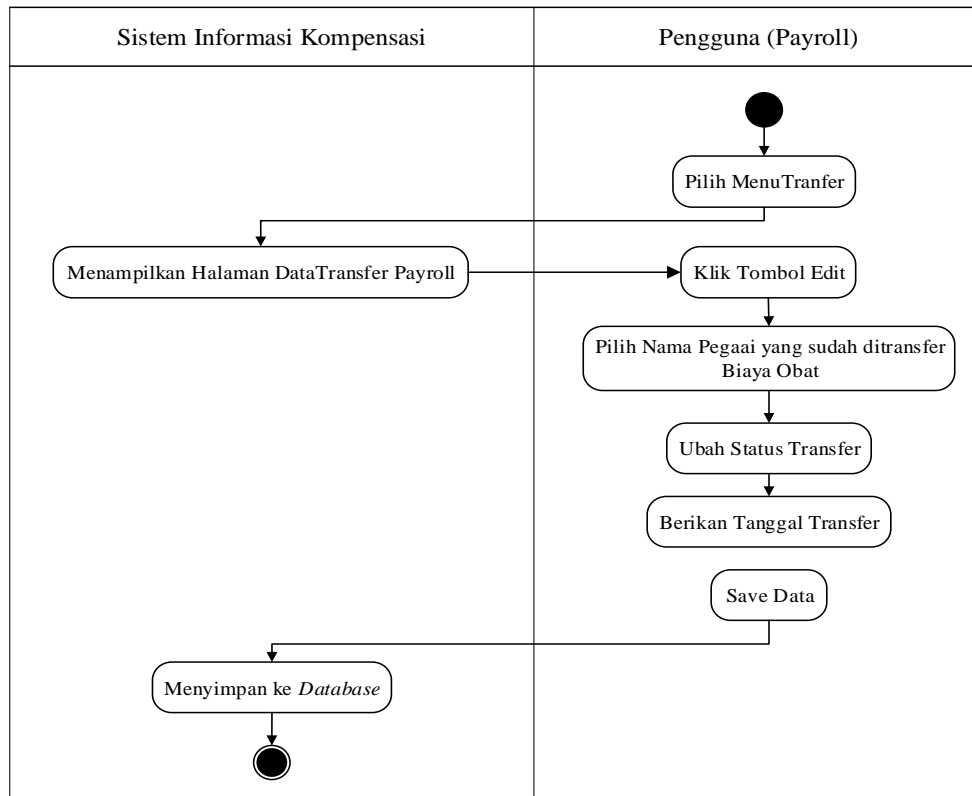 Sistem Informasi Kompensasi
Pengguna (Payroll)
Pilih MenuTranfer
Menampilkan Halaman DataTransfer Payroll
Klik Tombol Edit
Pilih Nama Pegaai yang sudah ditransfer
Biaya Obat
Ubah Status Transfer
Berikan Tanggal Transfer
Save Data
Menyimpan ke Database